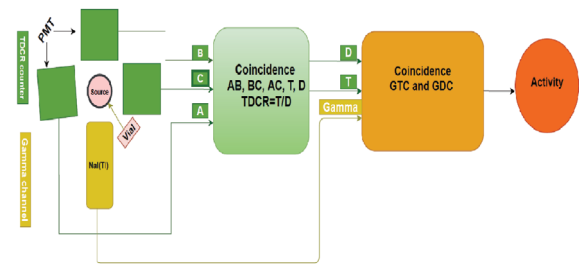 TDCR counter
PMT
Source
Vial
Gamma channel
NaI(Tl)
B
C
A
Coincidence
AB, BC, AC, T, D
TDCR=T/D
D
T
Gamma
Coincidence
GTC and GDC
Activity